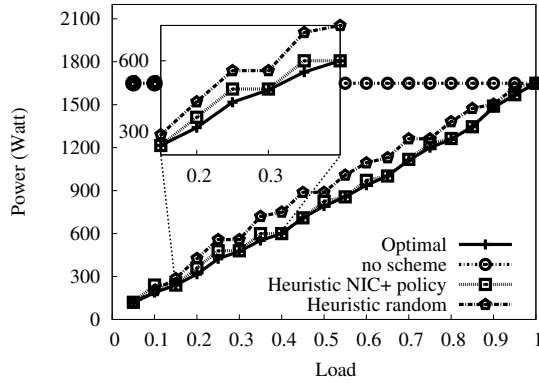 2100
1800
1500
1200
900
600
300
0
Power (Watt)
600
300
0.2 0.3
Optimal
no scheme
Heuristic NIC+ policy
Heuristic random
0 0.1 0.2 0.3 0.4 0.5 0.6 0.7 0.8 0.9 1
Load